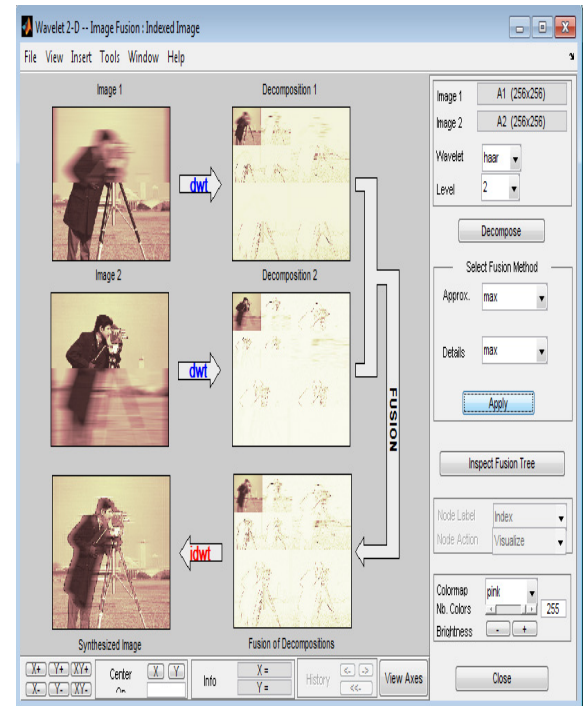 Wavelet 2-D -- Image Fusion : Indexed Image
File View Insert Tools Window Help
Image 1
Decomposition 1
dwt
Image 2
Decomposition 2
dwt
FUSION
idwt
Synthesized Image
Fusion of Decompositions
Image 1 A1 (256x256)
Image 2 A2 (256x256)
Wavelet haar
Level 2
Decompose
Select Fusion Method
Approx. max
Details max
Apply
Inspect Fusion Tree
Node Label Index
Node Action Visualize
Colormap pink
Nb. Colors 255
Brightness - +
Close
X+ Y+ XY+
X- Y- XY-
Center X Y
Info X =
Y =
History <- ->
<<-
View Axes